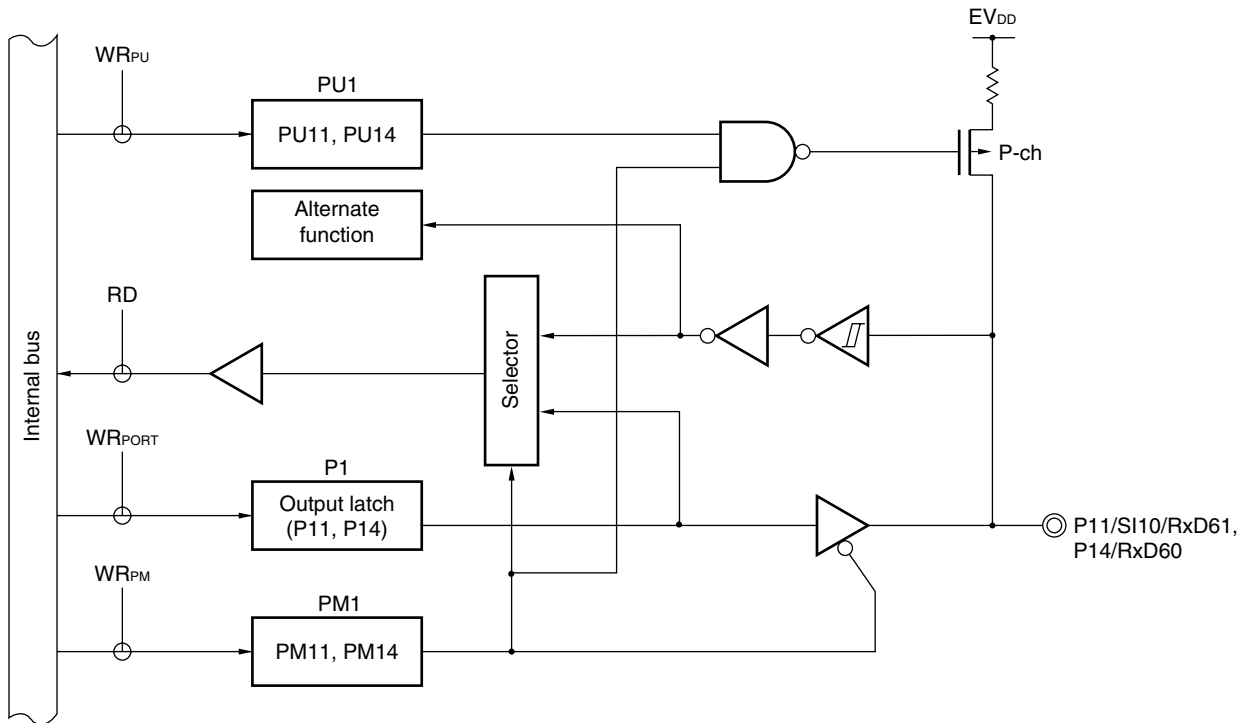 EVDD
WRPU
PU1
PU11, PU14
P-ch
Alternate
function
RD
Selector
Internal bus
WRPORT
P1
Output latch
(P11, P14)
P11/SI10/RxD61,
P14/RxD60
WRPM
PM1
PM11, PM14